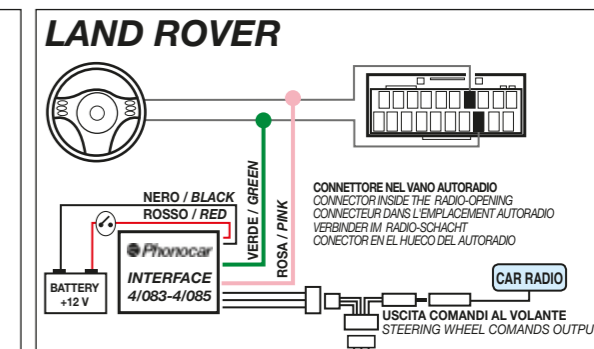 LAND ROVER
NERO / BLACK
ROSSO / RED
VERDE / GREEN
ROSA / PINK
CONNETTORE NEL VANO AUTORADIO
CONNECTOR INSIDE THE RADIO-OPENING
CONNECTEUR DANS L'EMPLACEMENT AUTORADIO
VERBINDER IM RADIO-SCHACHT
CONECTOR EN EL HUECO DEL AUTORADIO
Phonocar
INTERFACE
4/083-4/085
BATTERY
+12 V
CAR RADIO
USCITA COMANDI AL VOLANTE
STEERING WHEEL COMANDS OUTPU